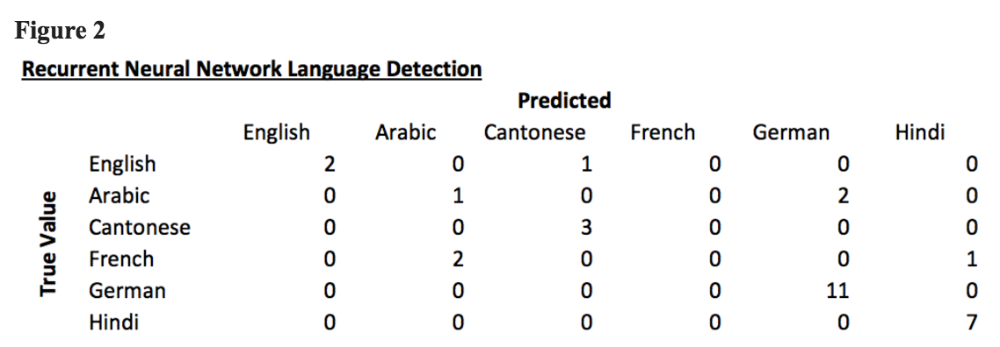 Figure 2
Recurrent Neural Network Language Detection
Predicted
English Arabic Cantonese French German Hindi
True Value
English 2 0 1 0 0 0
Arabic 0 1 0 0 2 0
Cantonese 0 0 3 0 0 0
French 0 2 0 0 0 1
German 0 0 0 0 11 0
Hindi 0 0 0 0 0 7